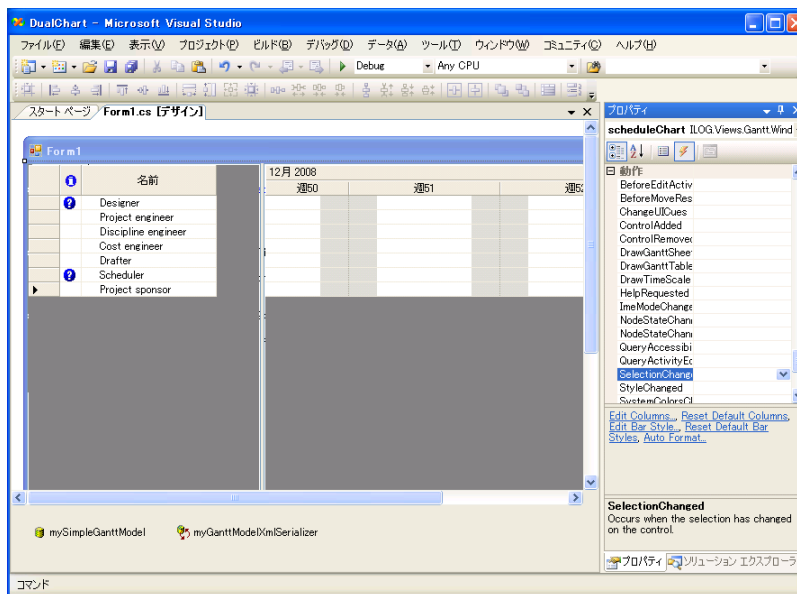 DualChart - Microsoft Visual Studio
ファイル(F) 編集(E) 表示(V) プロジェクト(P) ビルド(B) デバッグ(D) データ(A) ツール(T) ウィンドウ(W) コミュニティ(C) ヘルプ(H)
Debug Any CPU
スタート ページ Form1.cs [デザイン]
Form1
名前
12月 2008
週50 週51 週52
Designer
Project engineer
Discipline engineer
Cost engineer
Drafter
Scheduler
Project sponsor
mySimpleGanttModel myGanttModelXmlSerializer
コマンド
プロパティ
scheduleChart ILOG.Views.Gantt.Wind
動作
BeforeEditActiv
BeforeMoveRes
ChangeUICues
ControlAdded
ControlRemoved
DrawGanttSheet
DrawGanttTable
DrawTimeScale
HelpRequested
ImeModeChange
NodeStateChan
NodeStateChan
QueryAccessibi
QueryActivityEc
SelectionChange
StyleChanged
SystemColorsCl
Edit Columns..., Reset Default Columns,
Edit Bar Style..., Reset Default Bar
Styles, Auto Format...
SelectionChanged
Occurs when the selection has changed
on the control.
プロパティ ソリューション エクスプローラ